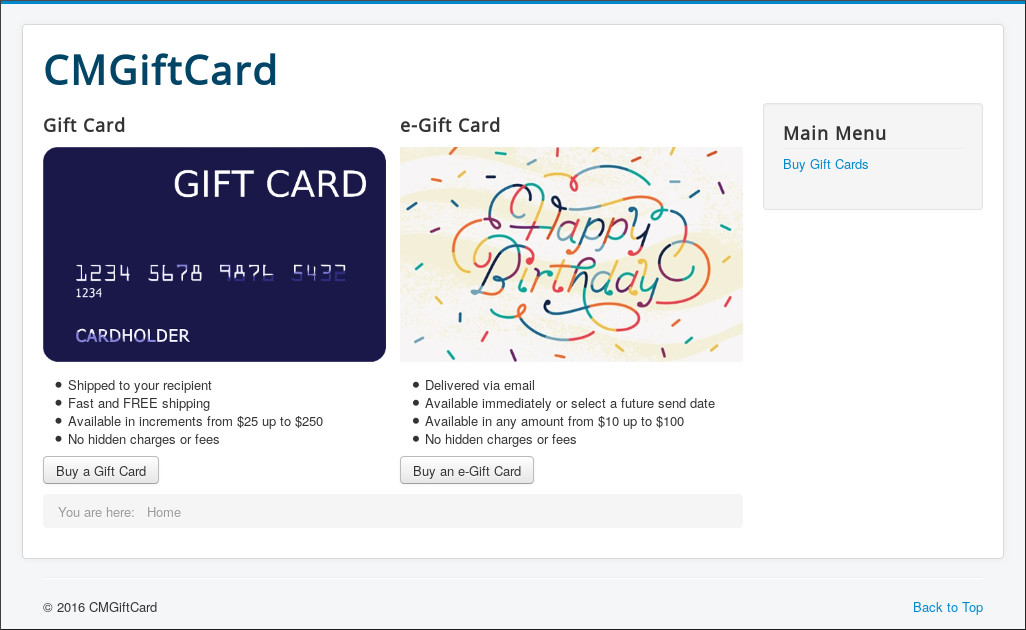 CMGiftCard
Gift Card
GIFT CARD
1234 5678 9876 5432
1234
CARDHOLDER
• Shipped to your recipient
• Fast and FREE shipping
• Available in increments from $25 up to $250
• No hidden charges or fees
Buy a Gift Card
e-Gift Card
Happy
Birthday
• Delivered via email
• Available immediately or select a future send date
• Available in any amount from $10 up to $100
• No hidden charges or fees
Buy an e-Gift Card
You are here: Home
Main Menu
Buy Gift Cards
© 2016 CMGiftCard
Back to Top